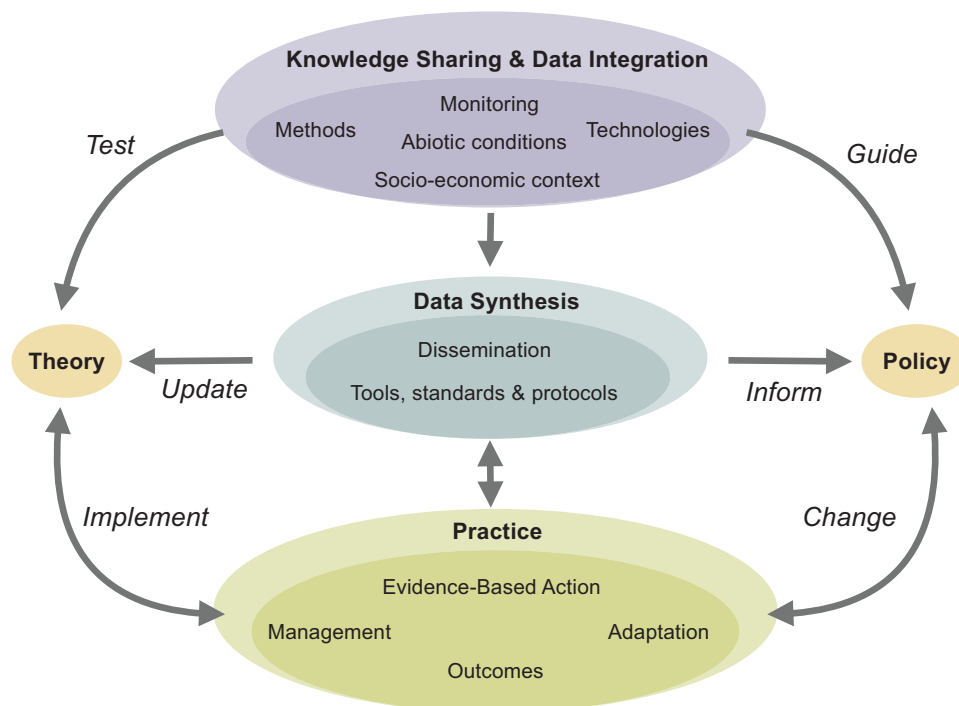 Knowledge Sharing & Data Integration
Monitoring
Methods
Technologies
Abiotic conditions
Socio-economic context
Test
Guide
Data Synthesis
Dissemination
Tools, standards & protocols
Theory
Policy
Update
Inform
Implement
Change
Practice
Evidence-Based Action
Management
Adaptation
Outcomes